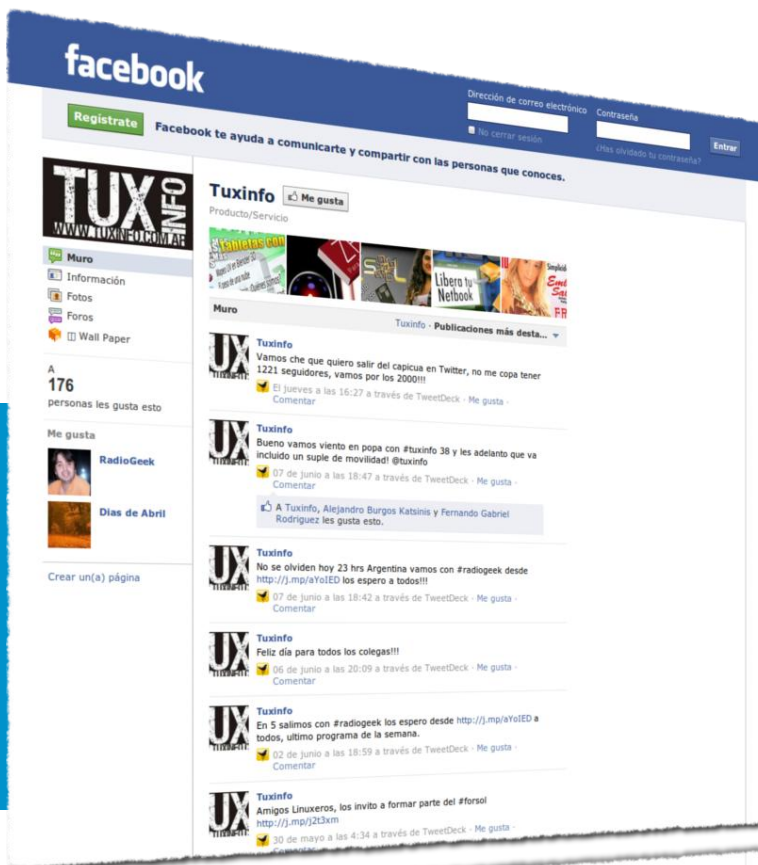 facebook
Dirección de correo electrónico
Contraseña
No cerrar sesión
¿Has olvidado tu contraseña?
Entrar
Regístrate
Facebook te ayuda a comunicarte y compartir con las personas que conoces.
TUX INFO
WWW.TUXINFO.COM.AR
Muro
Información
Fotos
Foros
Wall Paper
A
176
personas les gusta esto
Me gusta
RadioGeek
Dias de Abril
Crear un(a) página
Tuxinfo
Me gusta
Producto/Servicio
Tabletas con
SOL
Libera tu
Netbook
Muro
Tuxinfo · Publicaciones más desta...
Tuxinfo
Vamos che que quiero salir del capicua en Twitter, no me copa tener
1221 seguidores, vamos por los 2000!!!
El jueves a las 16:27 a través de TweetDeck · Me gusta ·
Comentar
Tuxinfo
Bueno vamos viento en popa con #tuxinfo 38 y les adelanto que va
incluido un suple de movilidad! @tuxinfo
07 de junio a las 18:47 a través de TweetDeck · Me gusta ·
Comentar
A Tuxinfo, Alejandro Burgos Katsinis y Fernando Gabriel
Rodriguez les gusta esto.
Tuxinfo
No se olviden hoy 23 hrs Argentina vamos con #radiogeek desde
http://j.mp/aYoIED los espero a todos!!!
07 de junio a las 18:42 a través de TweetDeck · Me gusta ·
Comentar
Tuxinfo
Feliz día para todos los colegas!!!
06 de junio a las 20:09 a través de TweetDeck · Me gusta ·
Comentar
Tuxinfo
En 5 salimos con #radiogeek los espero desde http://j.mp/aYoIED a
todos, ultimo programa de la semana.
02 de junio a las 18:59 a través de TweetDeck · Me gusta ·
Comentar
Tuxinfo
Amigos Linuxeros, los invito a formar parte del #forsol
http://j.mp/j2t3xm
30 de mayo a las 4:34 a través de TweetDeck · Me gusta ·
Comentar